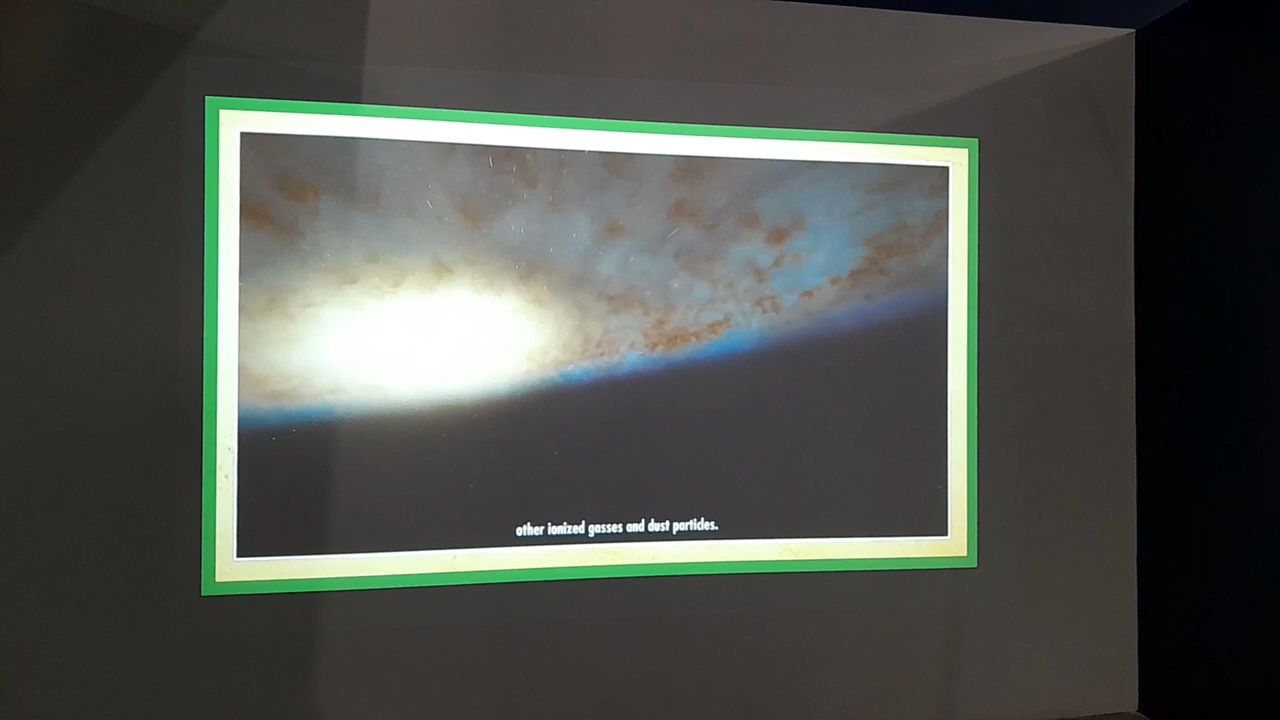 other ionized gasses and dust particles.